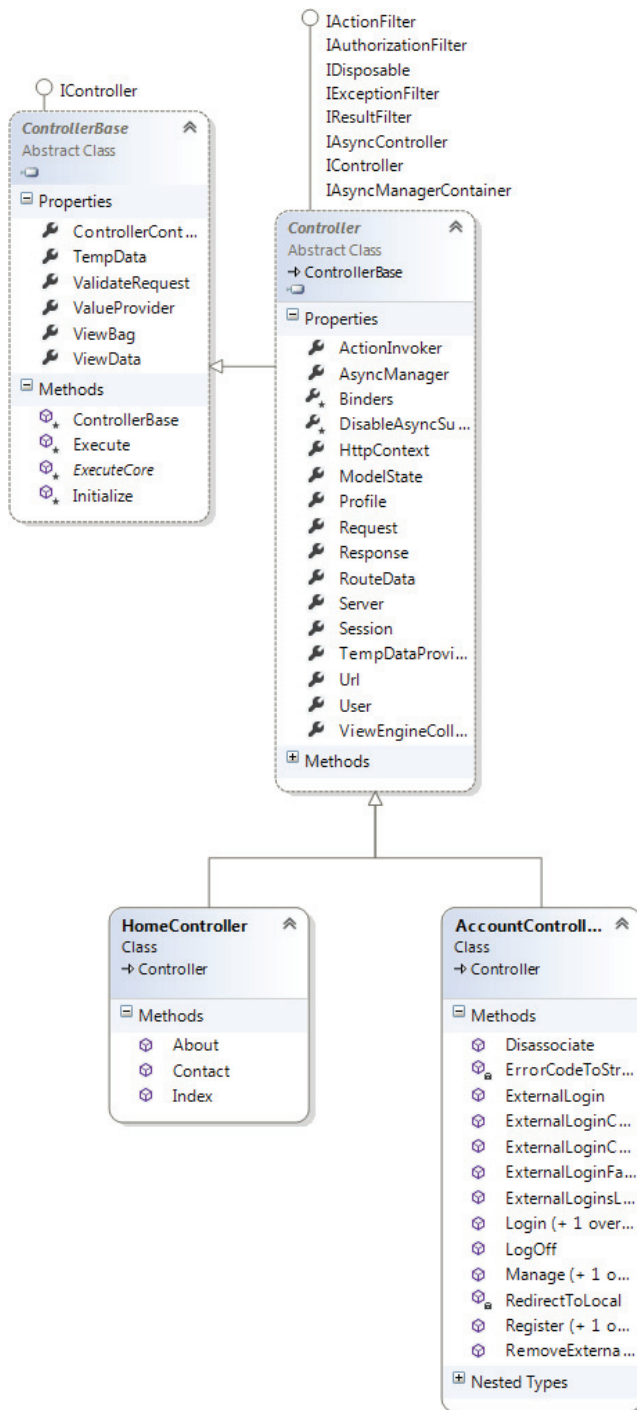 IController
ControllerBase
Abstract Class
Properties
ControllerCont ...
TempData
ValidateRequest
ValueProvider
ViewBag
ViewData
Methods
ControllerBase
Execute
ExecuteCore
Initialize
IActionFilter
IAuthorizationFilter
IDisposable
IExceptionFilter
IResultFilter
IAsyncController
IController
IAsyncManagerContainer
Controller
Abstract Class
ControllerBase
Properties
ActionInvoker
AsyncManager
Binders
DisableAsyncSu ...
HttpContext
ModelState
Profile
Request
Response
RouteData
Server
Session
TempDataProvi...
Url
User
ViewEngineColl...
Methods
HomeController
Class
Controller
Methods
About
Contact
Index
AccountControll...
Class
Controller
Methods
Disassociate
ErrorCodeToStr...
ExternalLogin
ExternalLoginC...
ExternalLoginC...
ExternalLoginFa...
ExternalLoginsL...
Login (+ 1 over...
LogOff
Manage (+ 1 o...
RedirectToLocal
Register (+ 1 o...
RemoveExterna...
Nested Types